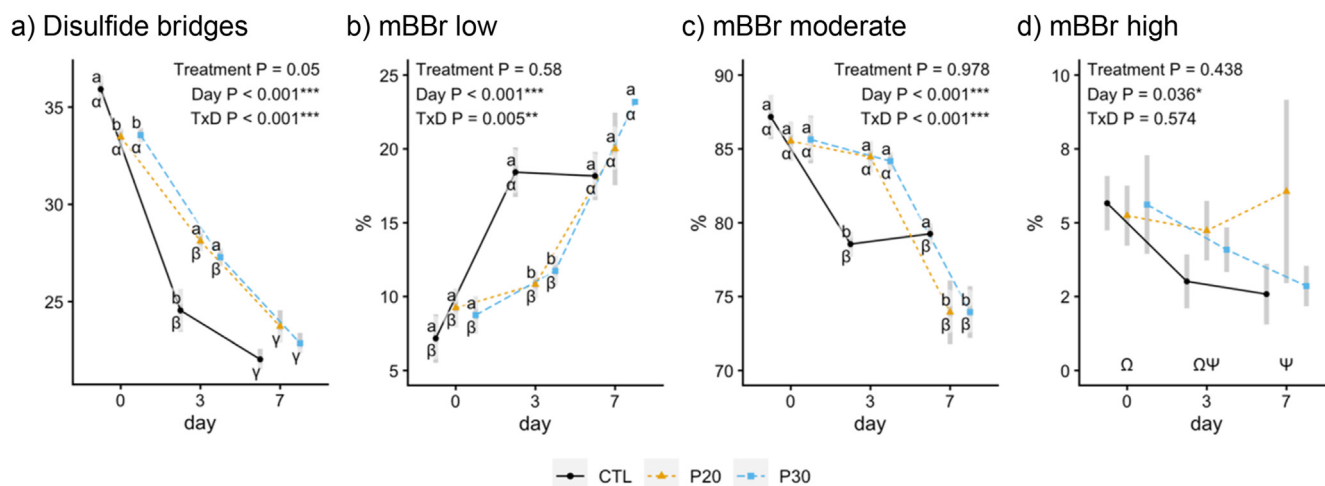 a) Disulfide bridges
b) mBBr low
c) mBBr moderate
d) mBBr high
Treatment P = 0.05
Day P < 0.001***
TxD P < 0.001***
35
30
25
a
α
b
α
b
α
a
β
a
β
b
β
γ
γ
γ
0
3
7
day
Treatment P = 0.58
Day P < 0.001***
TxD P = 0.005**
%
25
20
15
10
5
a
β
a
β
a
β
a
α
b
β
b
β
a
α
a
α
a
α
0
3
7
day
Treatment P = 0.978
Day P < 0.001***
TxD P < 0.001***
%
90
85
80
75
70
a
α
a
α
a
α
b
β
a
α
a
α
a
β
b
β
b
β
0
3
7
day
Treatment P = 0.438
Day P = 0.036*
TxD P = 0.574
%
10
8
5
2
0
Ω
ΩΨ
Ψ
0
3
7
day
CTL
P20
P30